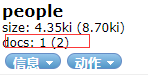 people
size: 4.35ki (8.70ki)
docs: 1 (2)
信息 动作